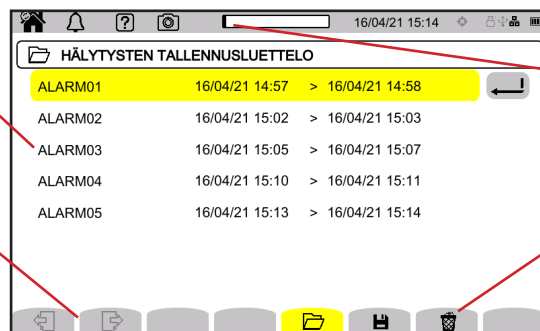 16/04/21 15:14
HÄLYTYSTEN TALLENNUSLUETTELO
ALARM01 16/04/21 14:57 > 16/04/21 14:58
ALARM02 16/04/21 15:02 > 16/04/21 15:03
ALARM03 16/04/21 15:05 > 16/04/21 15:07
ALARM04 16/04/21 15:10 > 16/04/21 15:11
ALARM05 16/04/21 15:13 > 16/04/21 15:14